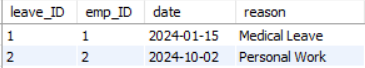 leave_ID emp_ID date reason
1 1 2024-01-15 Medical Leave
2 2 2024-10-02 Personal Work